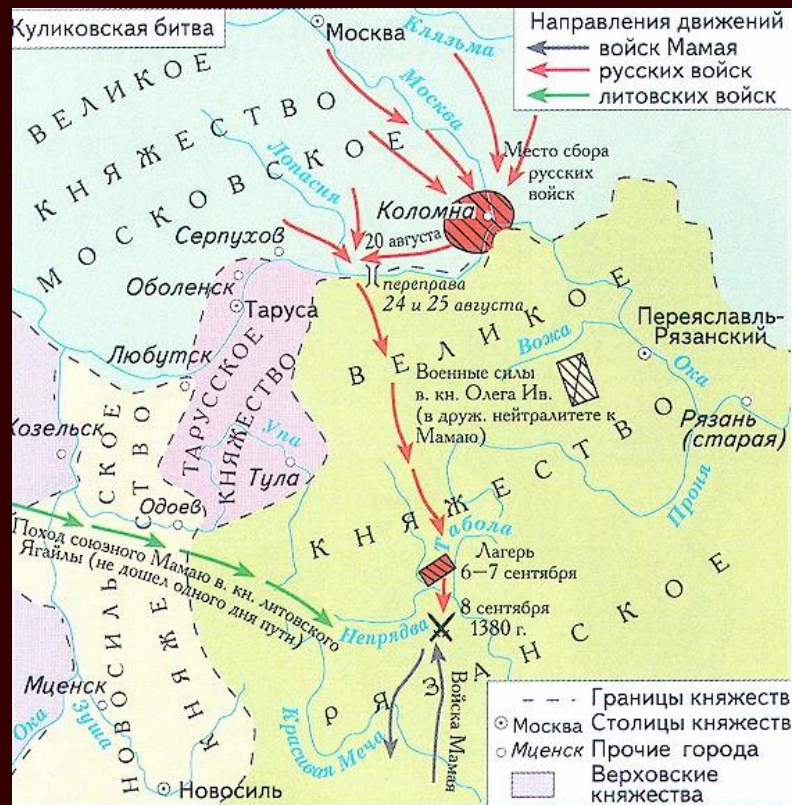 Куликовская битва
Москва
Клязьма
Направления движений
войск Мамая
русских войск
литовских войск
ВЕЛИКОЕ
КНЯЖЕСТВО
МОСКОВСКОЕ
Москва
Лопасня
Место сбора
русских
войск
Коломна
20 августа
Серпухов
Оболенск
Таруса
переправа
24 и 25 августа
Любутск
ТАРУССКОЕ
КНЯЖЕСТВО
ВЕЛИКОЕ
КНЯЖЕСТВО
РЯЗАНСКОЕ
Вожа
Переяславль-
Рязанский
Ока
Военные силы
в. кн. Олега Ив.
(в друж. нейтралитете к
Мамаю)
Рязань
(старая)
Проня
Козельск
Упа
Тула
Одоев
Табола
Лагерь
6—7 сентября
Поход союзного Мамаю в. кн. литовского
Ягайлы (не дошел одного дня пути)
8 сентября
1380 г.
Непрядва
Войска Мамая
Красивая Меча
НОВОСИЛЬСКОЕ
КНЯЖЕСТВО
Мценск
Ока
Зуша
Новосиль
Границы княжеств
Москва Столицы княжеств
Мценск Прочие города
Верховские
княжества